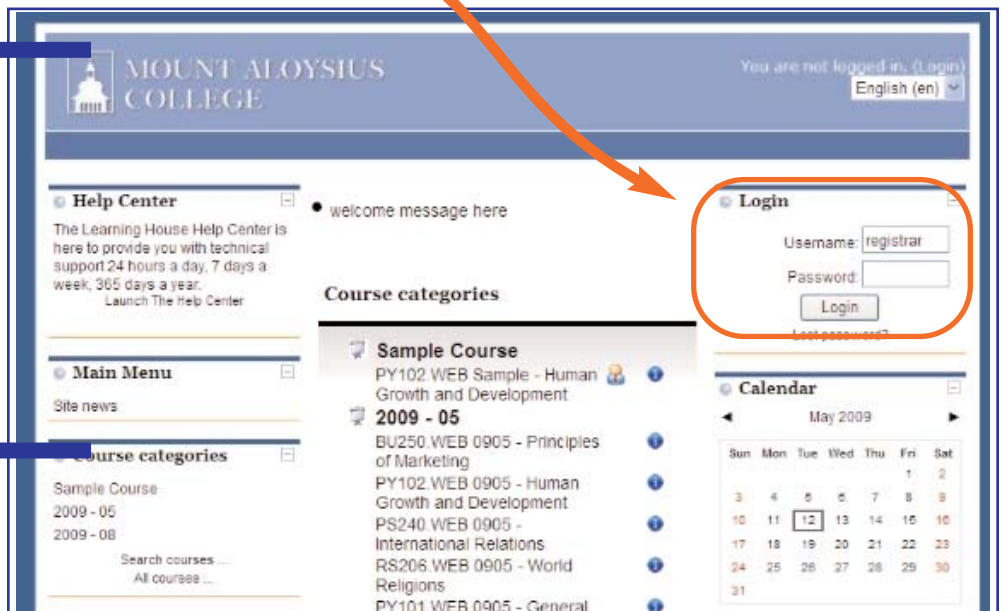 MOUNT ALOYSIUS
COLLEGE
You are not logged in. (Login)
English (en)
Help Center
The Learning House Help Center is
here to provide you with technical
support 24 hours a day, 7 days a
week, 365 days a year.
Launch The Help Center
Main Menu
Site news
Course categories
Sample Course
2009 - 05
2009 - 08
Search courses ...
All courses ...
welcome message here
Course categories
Sample Course
PY102.WEB Sample - Human
Growth and Development
2009 - 05
BU250.WEB 0905 - Principles
of Marketing
PY102.WEB 0905 - Human
Growth and Development
PS240.WEB 0905 -
International Relations
RS206.WEB 0905 - World
Religions
PY101.WEB 0905 - General
Login
Username: registrar
Password:
Login
Lost password?
Calendar
◄ May 2009 ►
Sun Mon Tue Wed Thu Fri Sat
1 2
3 4 5 6 7 8 9
10 11 12 13 14 15 16
17 18 19 20 21 22 23
24 25 26 27 28 29 30
31